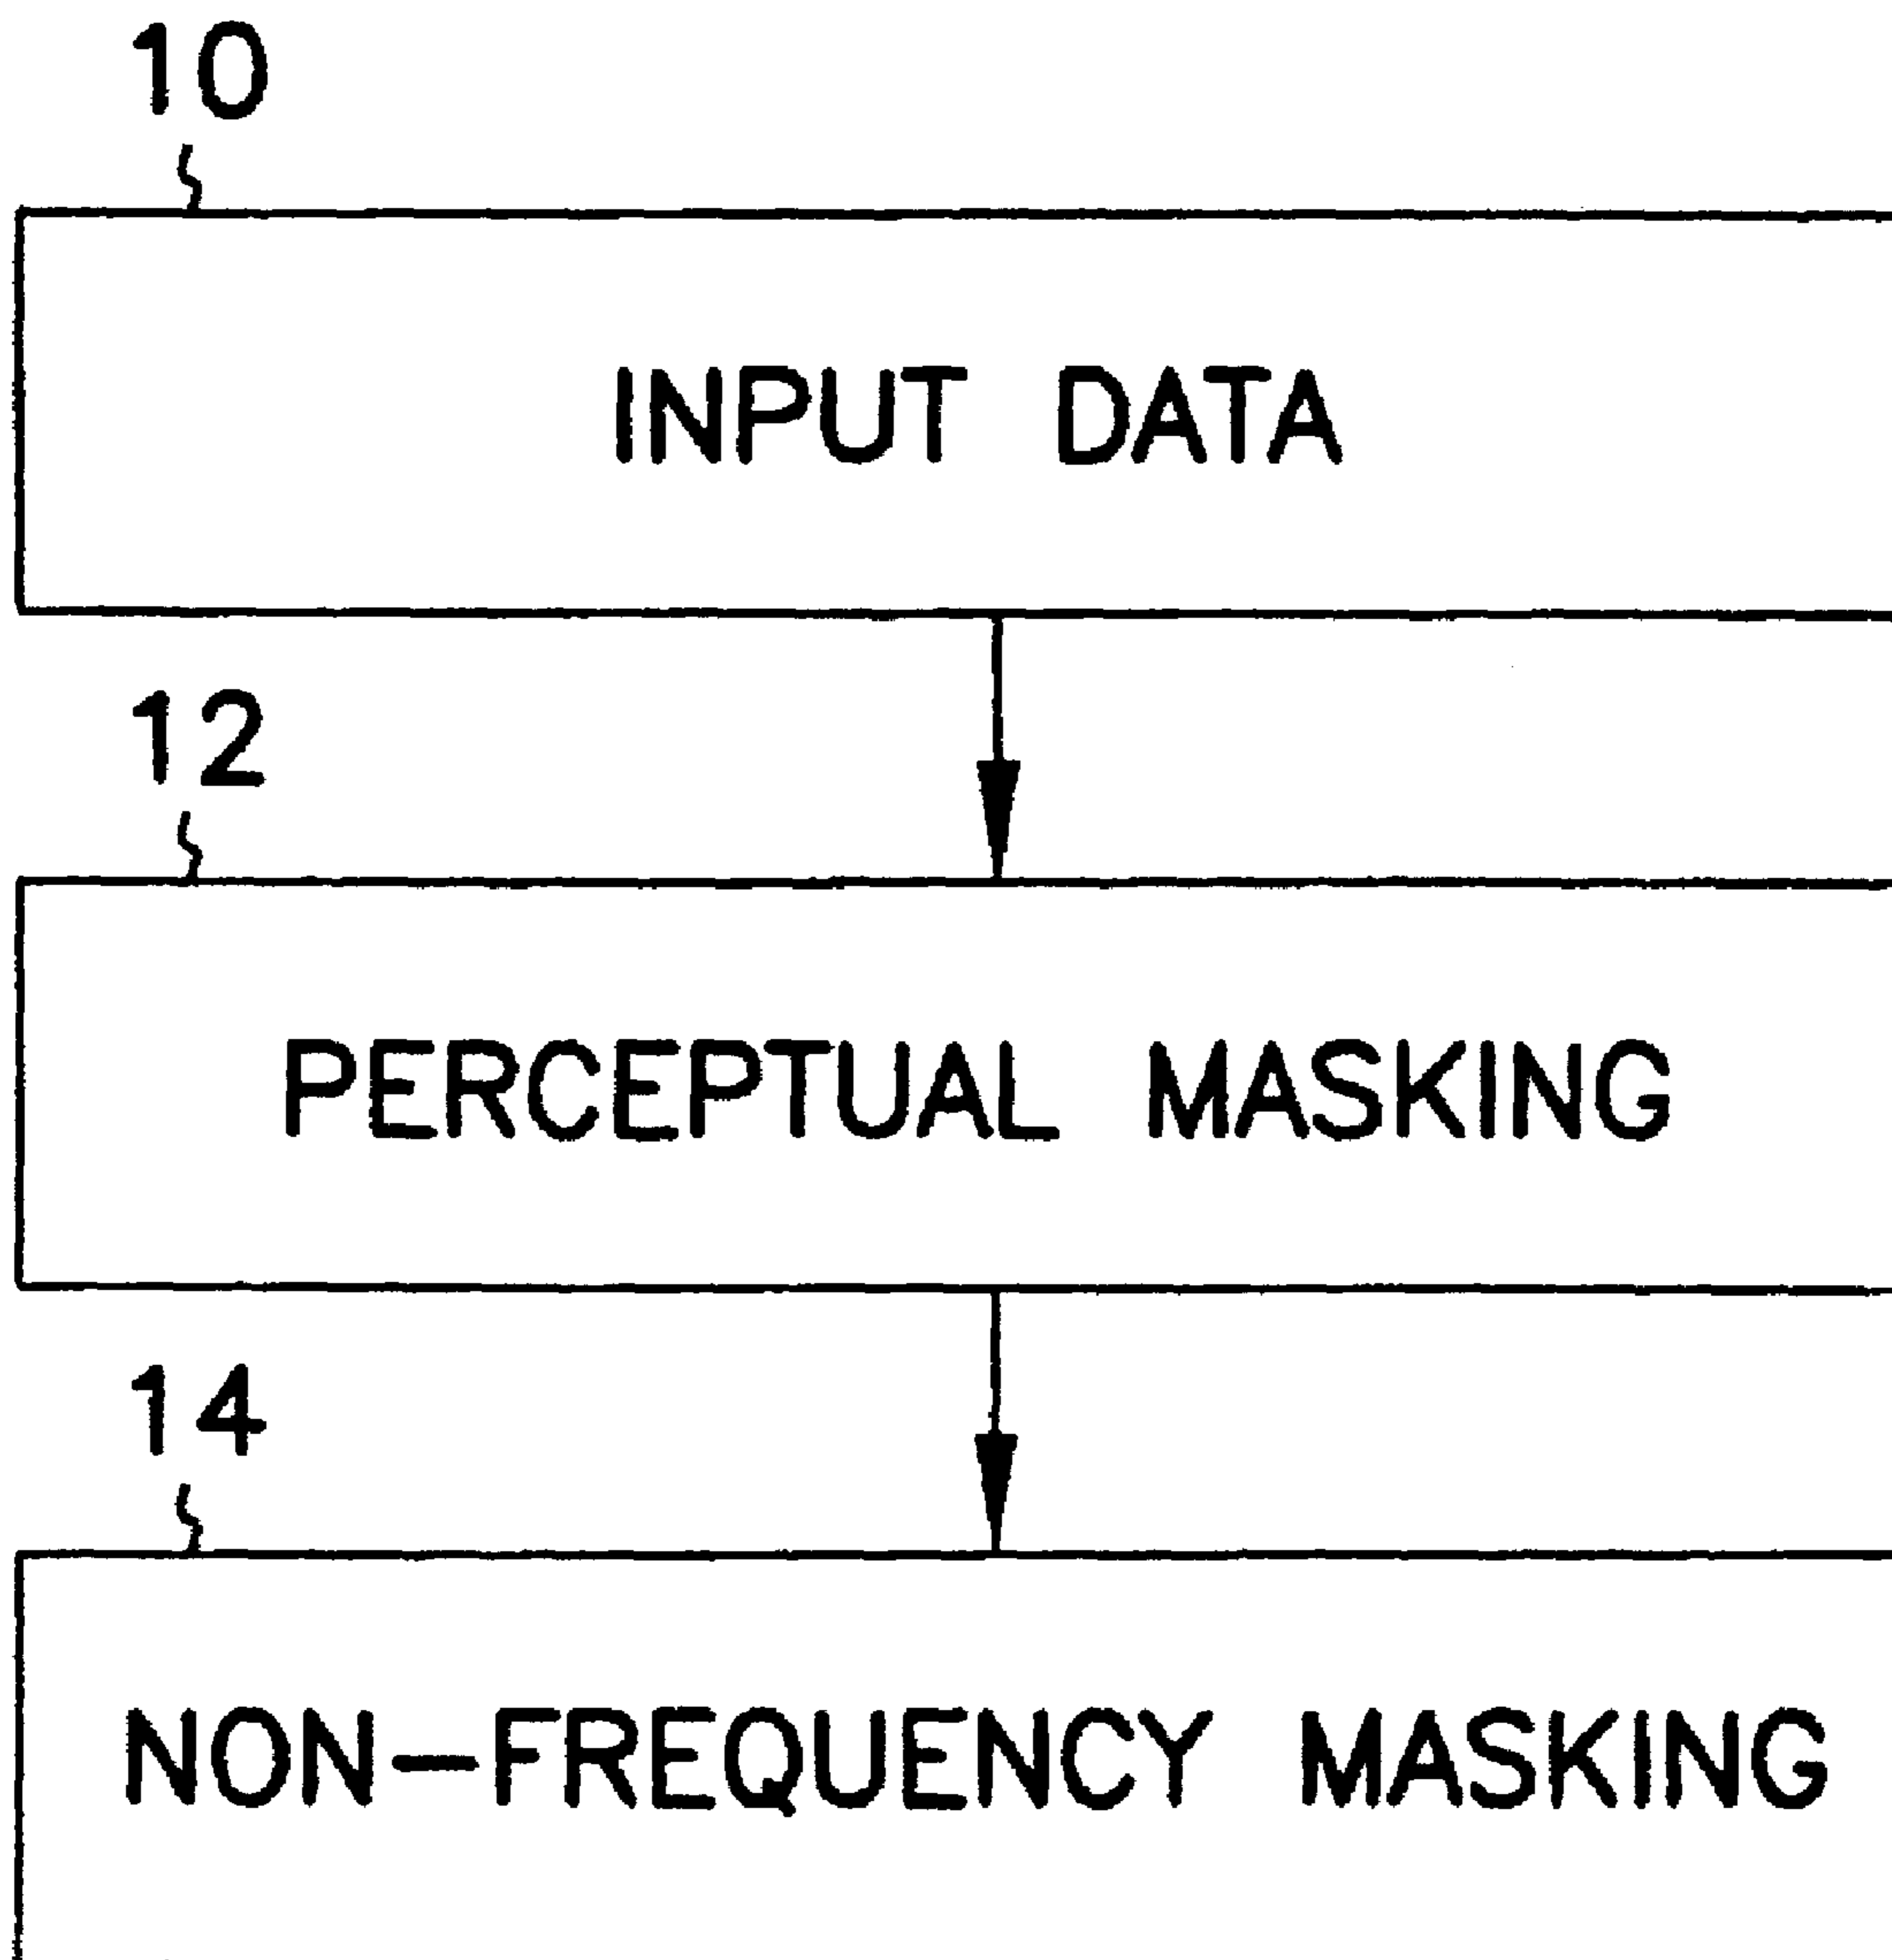 10
INPUT DATA
12
PERCEPTUAL MASKING
14
NON-FREQUENCY MASKING